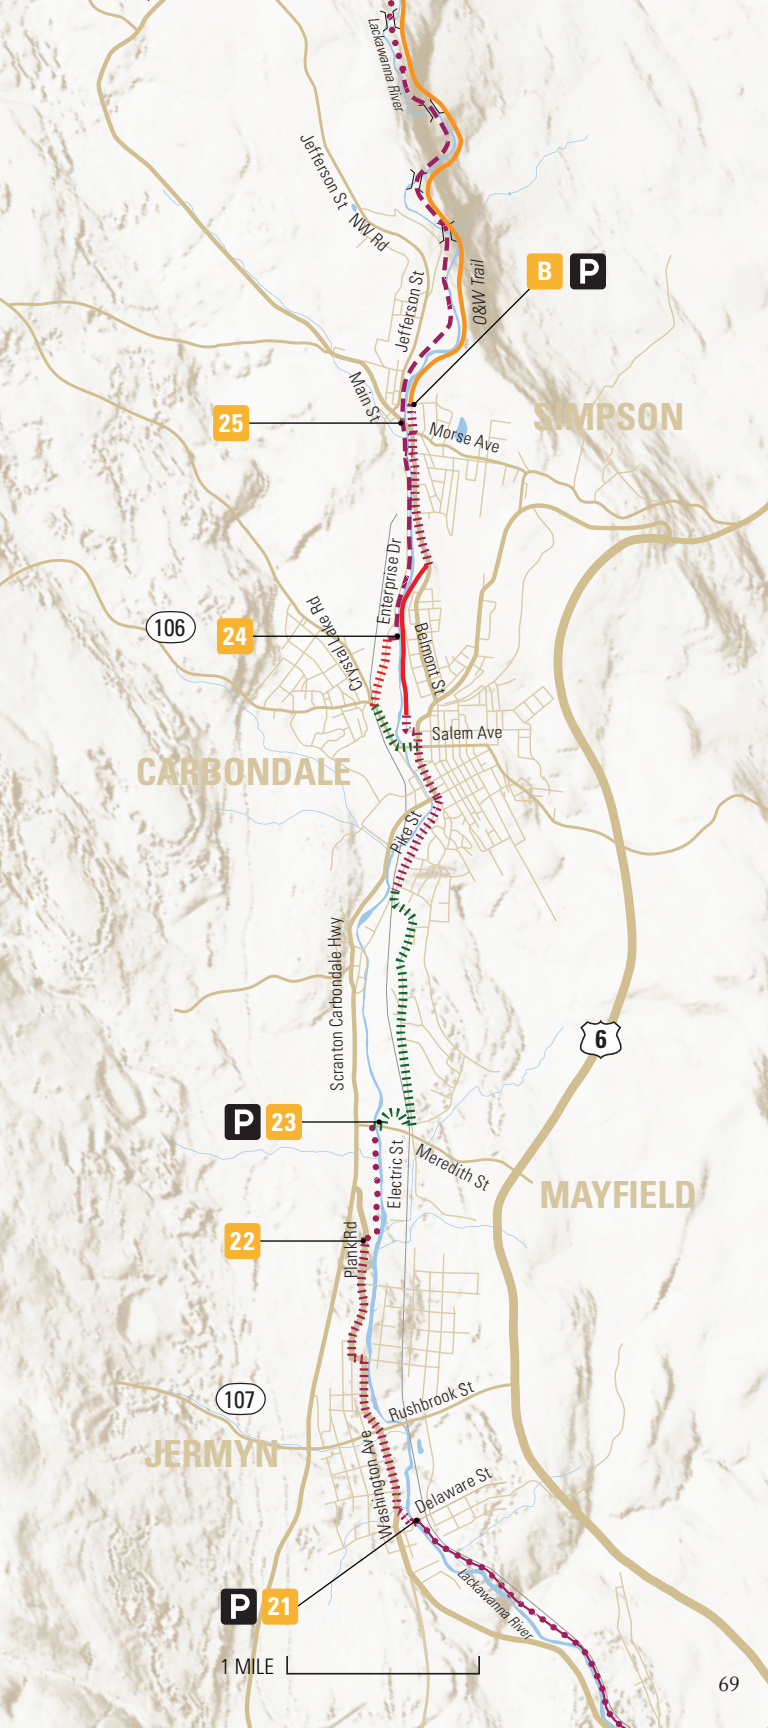 Lackawanna River
Jefferson St
NW Rd
Jefferson St
O&W Trail
B P
Main St
SIMPSON
25
Morse Ave
Enterprise Dr
Crystal Lake Rd
106
24
Belmont St
Salem Ave
CARBONDALE
Pike St
Scranton Carbondale Hwy
6
P 23
Electric St
Meredith St
MAYFIELD
22
Plank Rd
107
Rushbrook St
JERMYN
Washington Ave
Delaware St
Lackawanna River
P 21
1 MILE
69